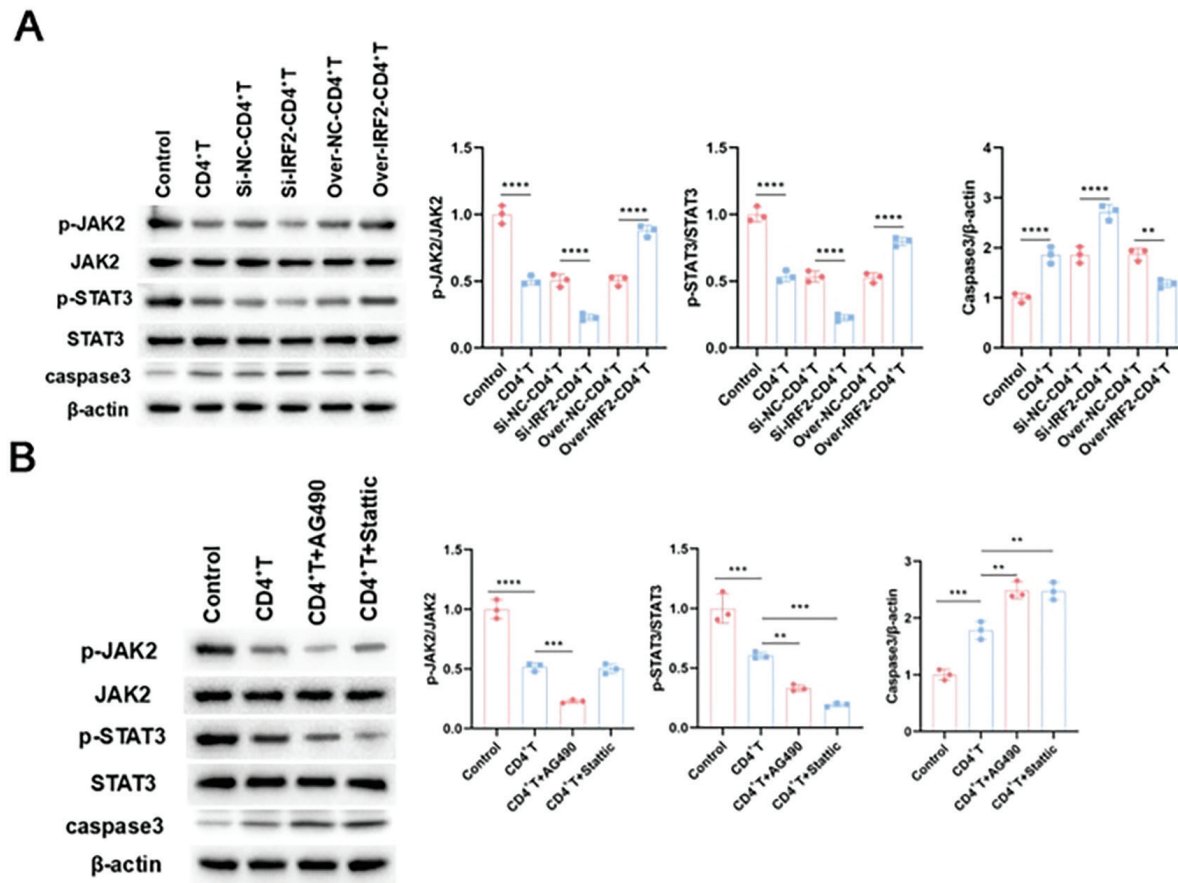 A
Control
CD4⁺T
Si-NC-CD4⁺T
Si-IRF2-CD4⁺T
Over-NC-CD4⁺T
Over-IRF2-CD4⁺T
p-JAK2
JAK2
p-STAT3
STAT3
caspase3
β-actin
p-JAK2/JAK2
1.5
1.0
0.5
0.0
****
****
****
Control
CD4⁺T
Si-NC-CD4⁺T
Si-IRF2-CD4⁺T
Over-NC-CD4⁺T
Over-IRF2-CD4⁺T
p-STAT3/STAT3
1.5
1.0
0.5
0.0
****
****
****
Control
CD4⁺T
Si-NC-CD4⁺T
Si-IRF2-CD4⁺T
Over-NC-CD4⁺T
Over-IRF2-CD4⁺T
Caspase3/β-actin
4
3
2
1
0
****
****
**
Control
CD4⁺T
Si-NC-CD4⁺T
Si-IRF2-CD4⁺T
Over-NC-CD4⁺T
Over-IRF2-CD4⁺T
B
Control
CD4⁺T
CD4⁺T+AG490
CD4⁺T+Stattic
p-JAK2
JAK2
p-STAT3
STAT3
caspase3
β-actin
p-JAK2/JAK2
1.5
1.0
0.5
0.0
****
***
Control
CD4⁺T
CD4⁺T+AG490
CD4⁺T+Stattic
p-STAT3/STAT3
1.5
1.0
0.5
0.0
***
***
**
Control
CD4⁺T
CD4⁺T+AG490
CD4⁺T+Stattic
Caspase3/β-actin
3
2
1
0
**
**
***
Control
CD4⁺T
CD4⁺T+AG490
CD4⁺T+Stattic